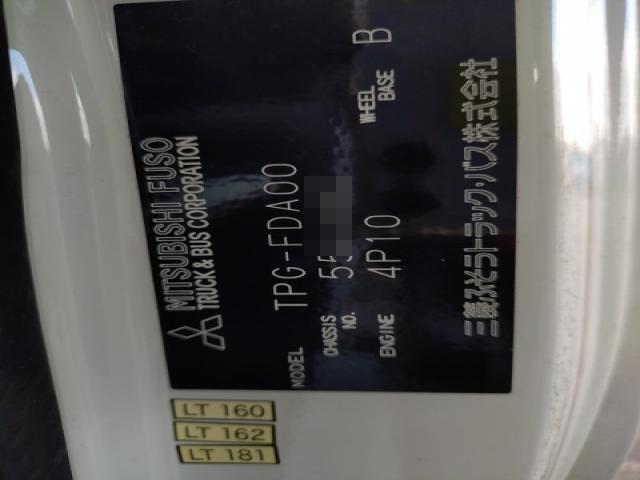 MITSUBISHI FUSO
TRUCK & BUS CORPORATION
MODEL TPG-FDA00
CHASSIS NO. 55
ENGINE 4P10 WHEEL BASE B
三菱ふそうトラック・バス株式会社
LT 160
LT 162
LT 181